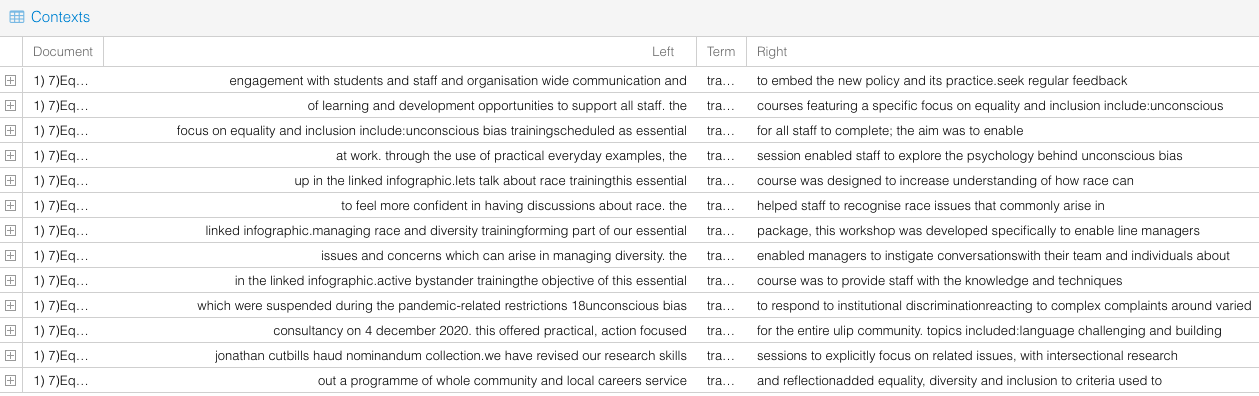 Contexts
Document Left Term Right
1) 7)Eq... engagement with students and staff and organisation wide communication and tra... to embed the new policy and its practice.seek regular feedback
1) 7)Eq... of learning and development opportunities to support all staff. the tra... courses featuring a specific focus on equality and inclusion include:unconscious
1) 7)Eq... focus on equality and inclusion include:unconscious bias trainingscheduled as essential tra... for all staff to complete; the aim was to enable
1) 7)Eq... at work. through the use of practical everyday examples, the tra... session enabled staff to explore the psychology behind unconscious bias
1) 7)Eq... up in the linked infographic.lets talk about race trainingthis essential tra... course was designed to increase understanding of how race can
1) 7)Eq... to feel more confident in having discussions about race. the tra... helped staff to recognise race issues that commonly arise in
1) 7)Eq... linked infographic.managing race and diversity trainingforming part of our essential tra... package, this workshop was developed specifically to enable line managers
1) 7)Eq... issues and concerns which can arise in managing diversity. the tra... enabled managers to instigate conversationswith their team and individuals about
1) 7)Eq... in the linked infographic.active bystander trainingthe objective of this essential tra... course was to provide staff with the knowledge and techniques
1) 7)Eq... which were suspended during the pandemic-related restrictions 18unconscious bias tra... to respond to institutional discriminationreacting to complex complaints around varied
1) 7)Eq... consultancy on 4 december 2020. this offered practical, action focused tra... for the entire ulip community. topics included:language challenging and building
1) 7)Eq... jonathan cutbills haud nominandum collection.we have revised our research skills tra... sessions to explicitly focus on related issues, with intersectional research
1) 7)Eq... out a programme of whole community and local careers service tra... and reflectionadded equality, diversity and inclusion to criteria used to